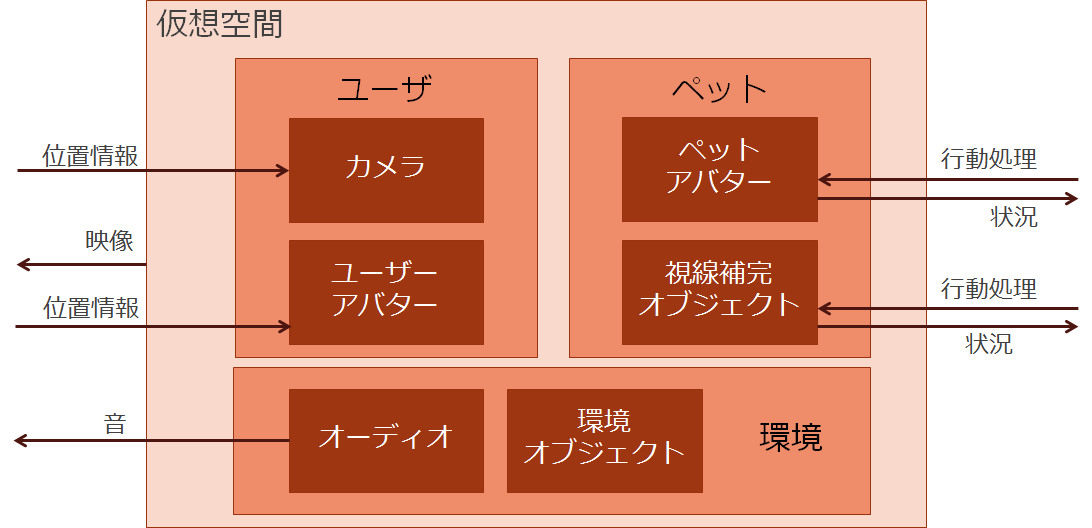 仮想空間
ユーザ
ペット
位置情報
カメラ
ペット
アバター
行動処理
状況
映像
位置情報
ユーザー
アバター
視線補完
オブジェクト
行動処理
状況
音
オーディオ
環境
オブジェクト
環境